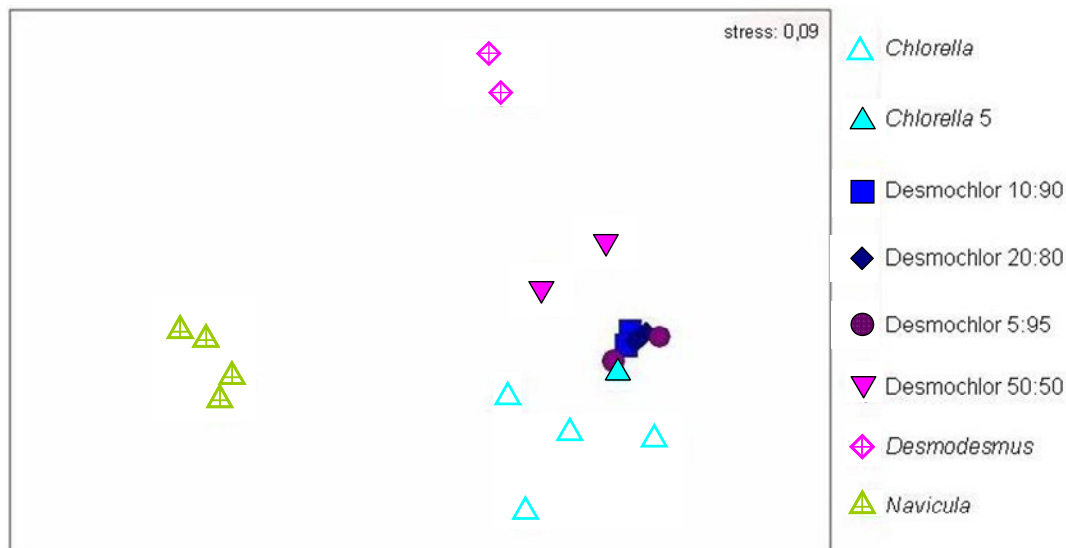 stress: 0,09
Chlorella
Chlorella 5
Desmochlor 10:90
Desmochlor 20:80
Desmochlor 5:95
Desmochlor 50:50
Desmodesmus
Navicula